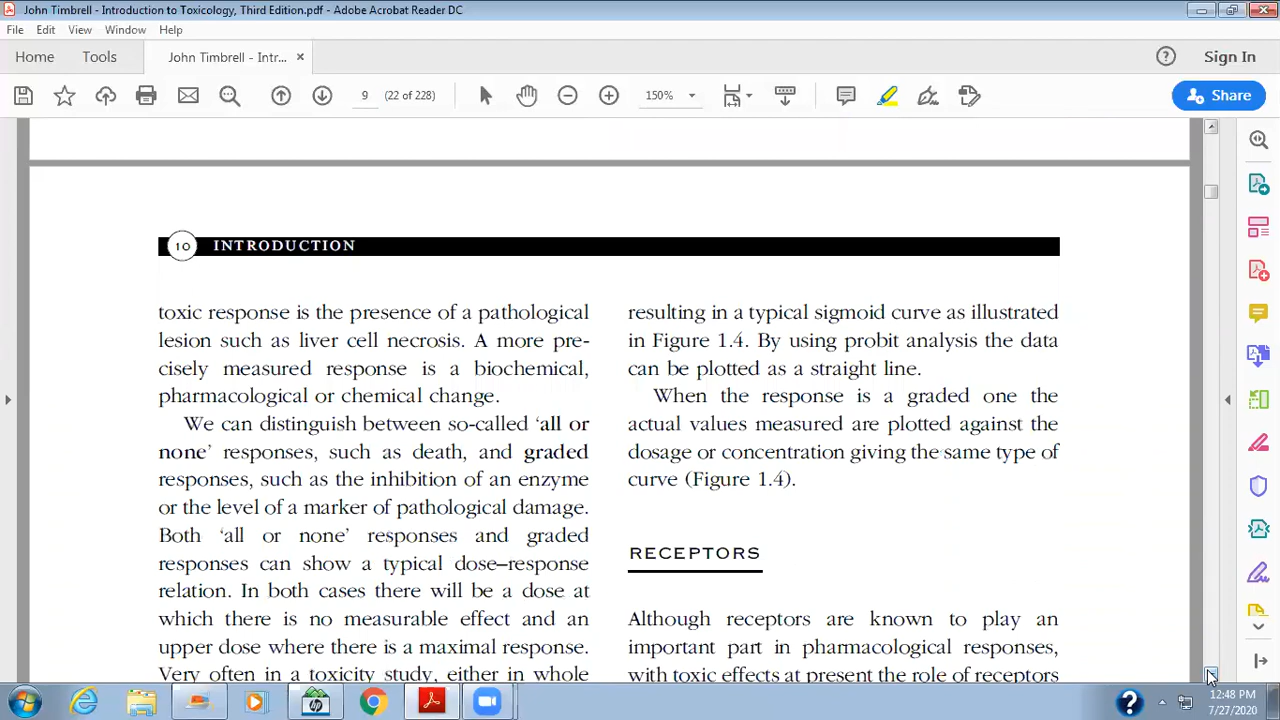 John Timbrell - Introduction to Toxicology, Third Edition.pdf - Adobe Acrobat Reader DC
File Edit View Window Help
Home Tools John Timbrell - Intr... × Sign In
9 (22 of 228) 150% Share
10 INTRODUCTION
toxic response is the presence of a pathological
lesion such as liver cell necrosis. A more pre-
cisely measured response is a biochemical,
pharmacological or chemical change.
We can distinguish between so-called ‘all or
none’ responses, such as death, and graded
responses, such as the inhibition of an enzyme
or the level of a marker of pathological damage.
Both ‘all or none’ responses and graded
responses can show a typical dose–response
relation. In both cases there will be a dose at
which there is no measurable effect and an
upper dose where there is a maximal response.
Very often in a toxicity study, either in whole
resulting in a typical sigmoid curve as illustrated
in Figure 1.4. By using probit analysis the data
can be plotted as a straight line.
When the response is a graded one the
actual values measured are plotted against the
dosage or concentration giving the same type of
curve (Figure 1.4).
RECEPTORS
Although receptors are known to play an
important part in pharmacological responses,
with toxic effects at present the role of receptors
12:48 PM
7/27/2020